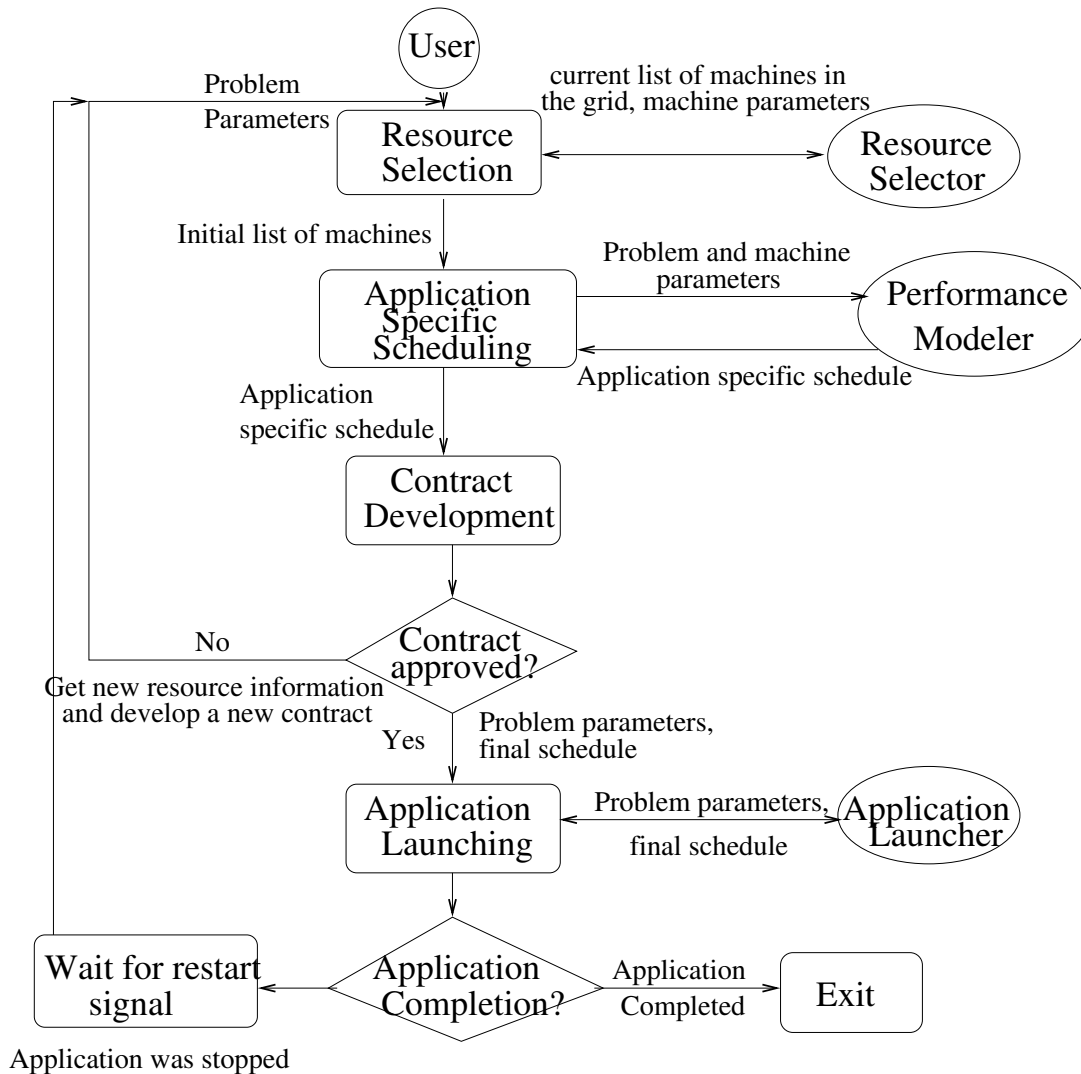 User
Problem
Parameters
current list of machines in
the grid, machine parameters
Resource
Selection
Resource
Selector
Initial list of machines
Problem and machine
parameters
Application
Specific
Scheduling
Performance
Modeler
Application specific schedule
Application
specific schedule
Contract
Development
No
Contract
approved?
Get new resource information
and develop a new contract
Yes
Problem parameters,
final schedule
Application
Launching
Problem parameters,
final schedule
Application
Launcher
Wait for restart
signal
Application
Completion?
Application
Completed
Exit
Application was stopped